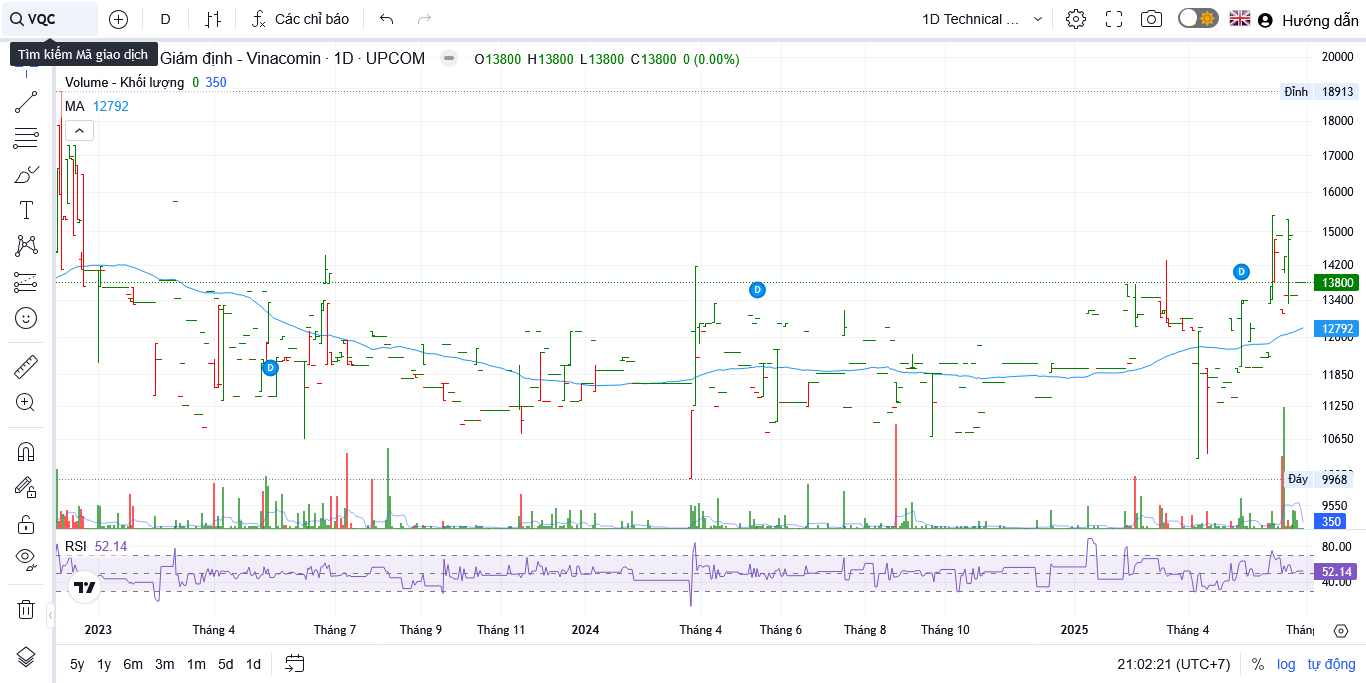 VQC
D
Các chỉ báo
1D Technical ...
Hướng dẫn
Tìm kiếm Mã giao dịch
Giám định - Vinacomin · 1D · UPCOM
O13800 H13800 L13800 C13800 0 (0.00%)
Volume - Khối lượng 0 350
MA 12792
20000
Đỉnh 18913
18000
17000
16000
15000
14200
13800
13400
12792
12000
11850
11250
10650
Đáy 9968
9550
350
D
D
D
RSI 52.14
80.00
52.14
40.00
2023 Tháng 4 Tháng 7 Tháng 9 Tháng 11 2024 Tháng 4 Tháng 6 Tháng 8 Tháng 10 2025 Tháng 4
5y 1y 6m 3m 1m 5d 1d
21:02:21 (UTC+7) % log tự động